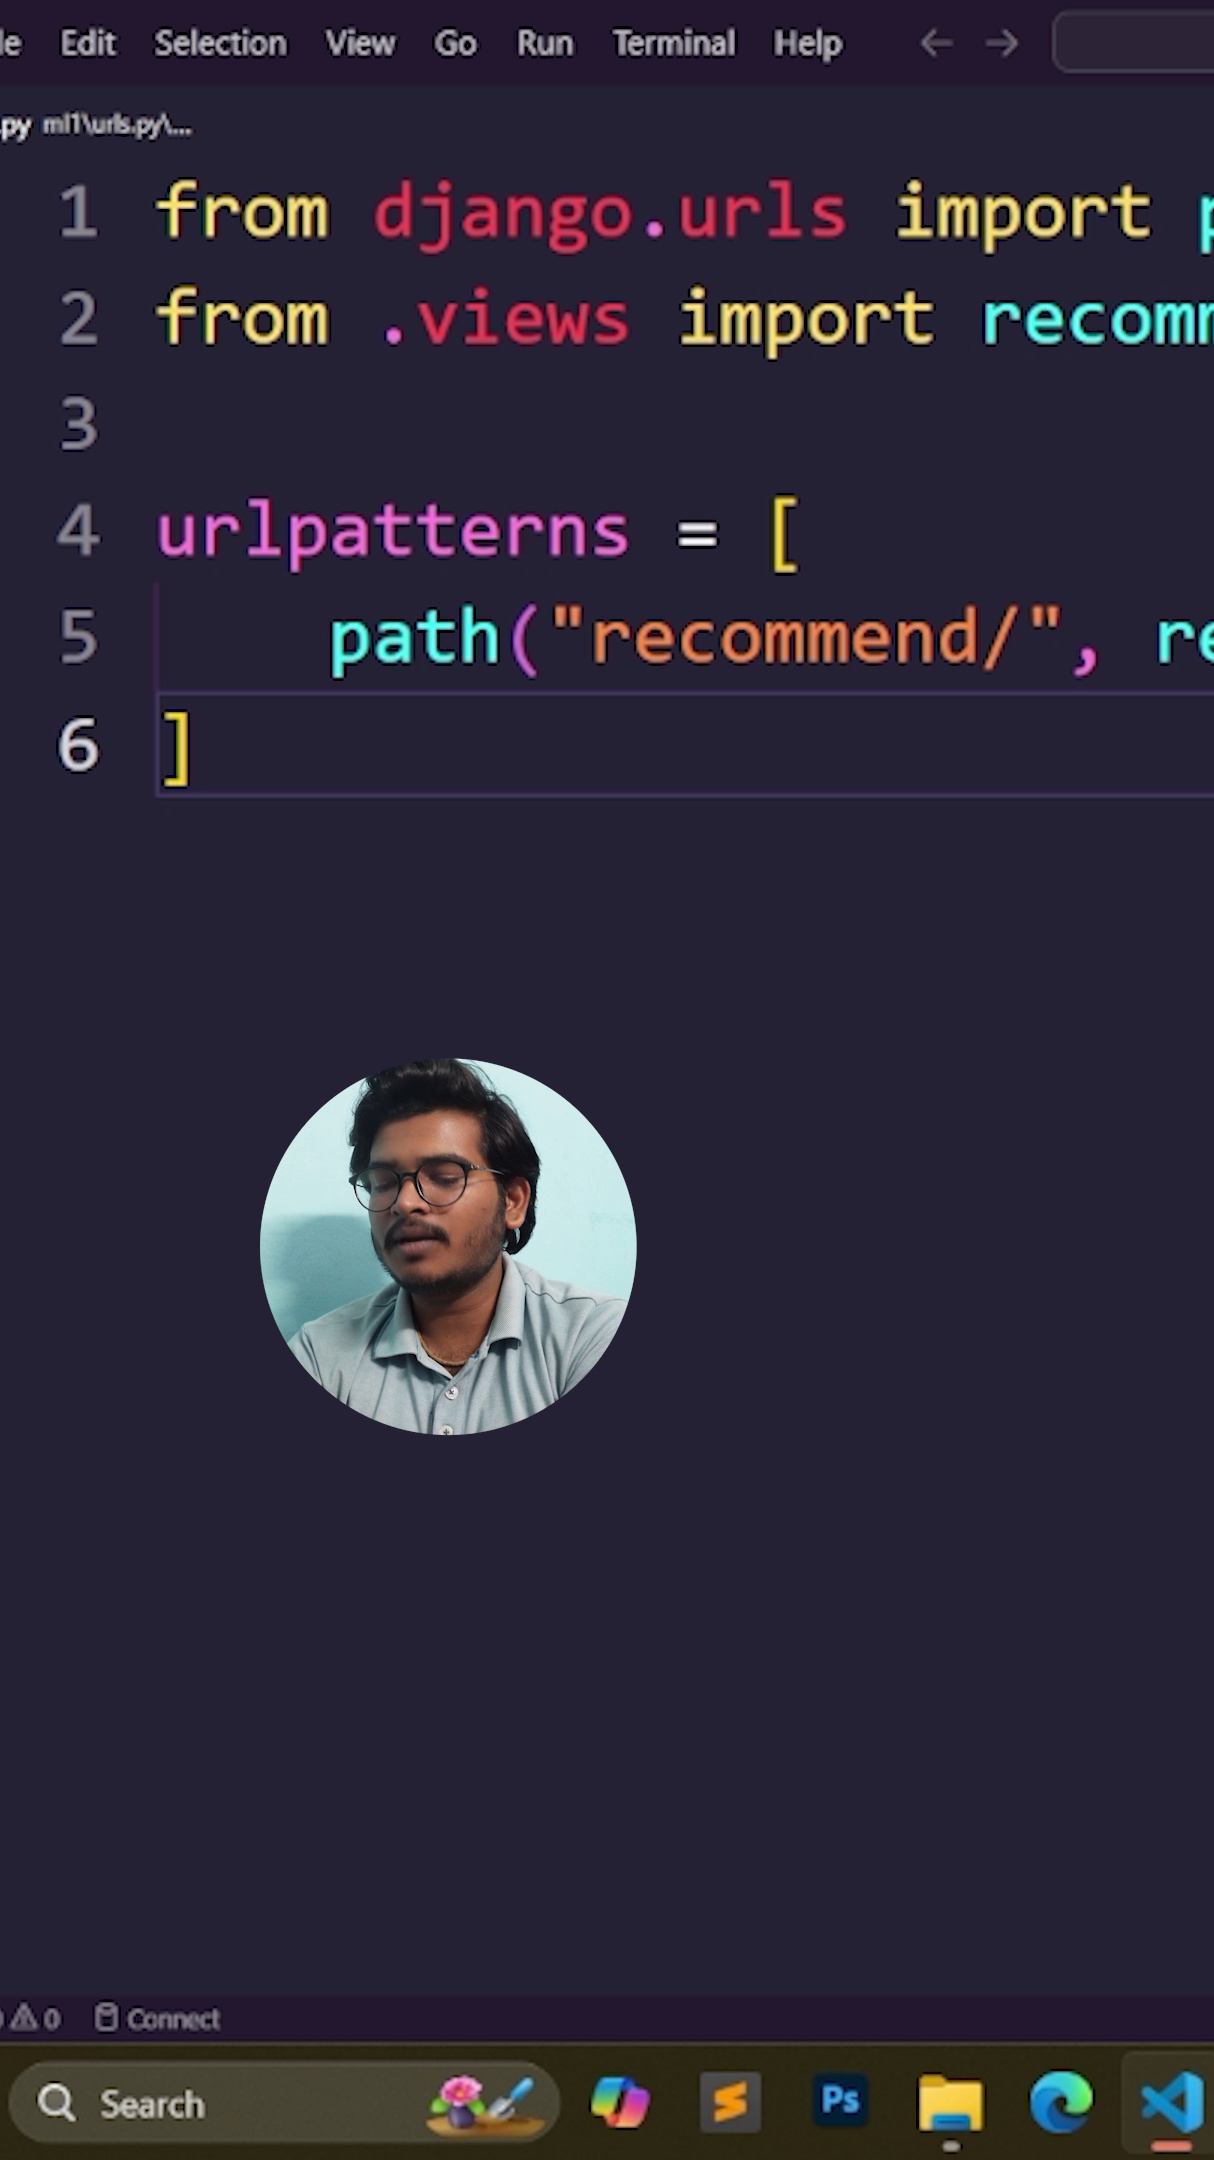 Edit Selection View Go Run Terminal Help
.py ml1\urls.py\...
1 from django.urls import
2 from .views import recomm
3
4 urlpatterns = [
5 path("recommend/", re
6 ]
0 Connect
Search
Ps